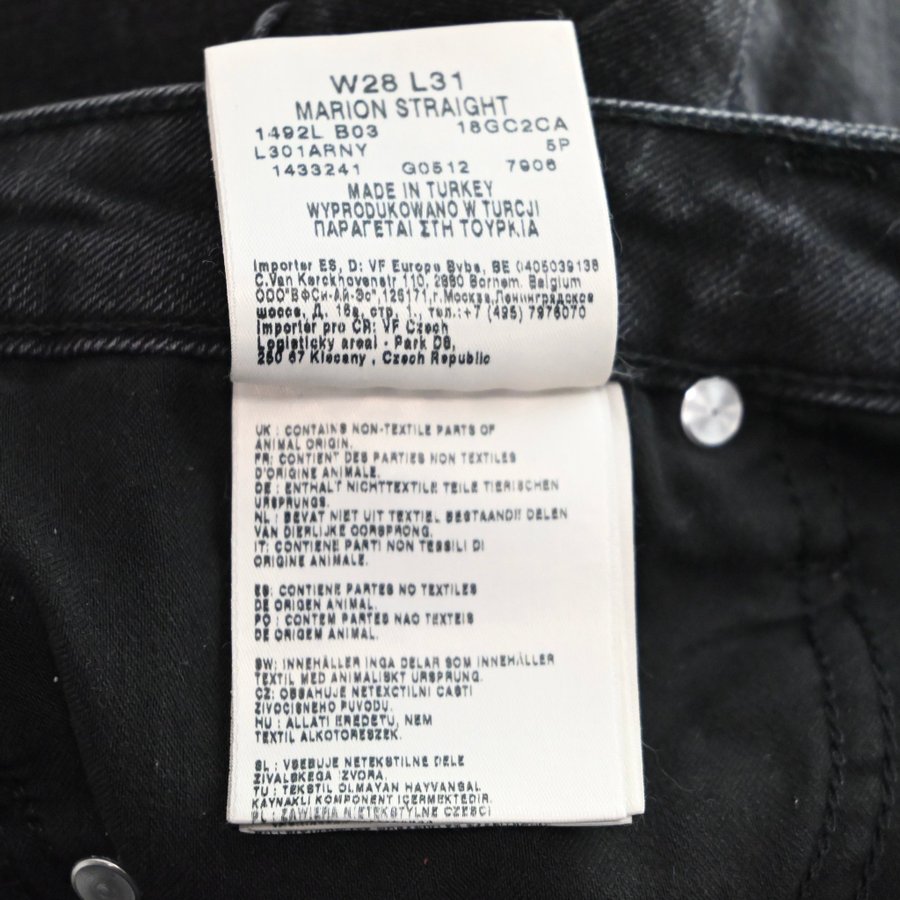 W28 L31
MARION STRAIGHT
1492L B03 18GC2CA
L301ARNY 5P
1433241 G0512 7906
MADE IN TURKEY
WYPRODUKOWANO W TURCJI
ΠΑΡΑΓΕΤΑΙ ΣΤΗ ΤΟΥΡΚΙΑ
Importer ES, D: VF Europe Bvba, BE 0405039138
C.Van Kerckhovenstr 110, 2880 Bornem. Belgium
ООО"ВФСи-Ай-Эс",125171,г.Москва,Ленинградское
шоссе, Д. 16а, стр. 1., тел.:+7 (495) 7976070
Importer pro CR: VF Czech
Logisticky areal - Park D8,
250 67 Klecany , Czech Republic
UK : CONTAINS NON-TEXTILE PARTS OF
ANIMAL ORIGIN.
FR: CONTIENT DES PARTIES NON TEXTILES
D'ORIGINE ANIMALE.
DE : ENTHALT NICHTTEXTILE TEILE TIERISCHEN
URSPRUNGS.
NL : BEVAT NIET UIT TEXTIEL BESTAANDE DELEN
VAN DIERLIJKE OORSPRONG.
IT: CONTIENE PARTI NON TESSILI DI
ORIGINE ANIMALE.
ES: CONTIENE PARTES NO TEXTILES
DE ORIGEN ANIMAL.
PO : CONTEM PARTES NAO TEXTEIS
DE ORIGEM ANIMAL.
SW: INNEHÅLLER INGA DELAR SOM INNEHÅLLER
TEXTIL MED ANIMALISKT URSPRUNG.
CZ: OBSAHUJE NETEXCTILNI CASTI
ZIVOCISNEHO PUVODU.
HU : ALLATI EREDETU, NEM
TEXTIL ALKOTORESZEK.
SL : VSEBUJE NETEKSTILNE DELE
ZIVALSKEGA IZVORA.
TU : TEKSTIL OLMAYAN HAYVANSAL
KAYNAKLI KOMPONENT ICERMEKTEDIR.
PL : ZAWIERA NIETEKSTYLNE CZESCI